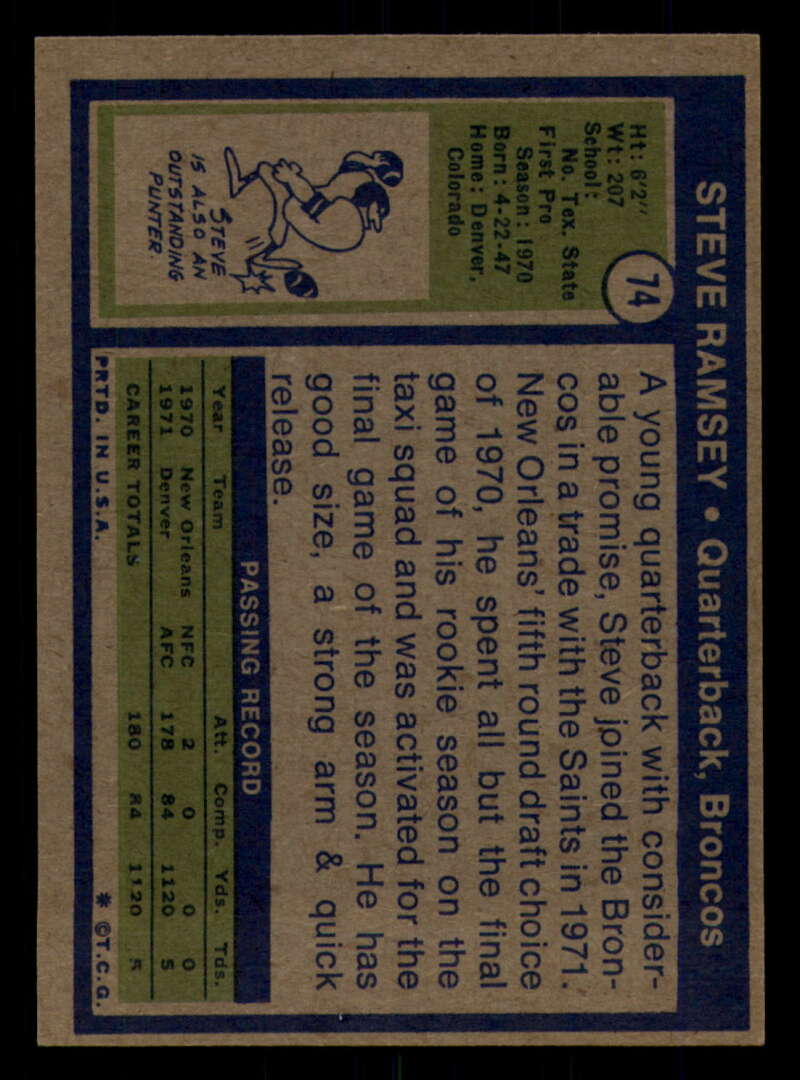 STEVE RAMSEY • Quarterback, Broncos
74
Ht: 6'2"
Wt: 207
School:
No. Tex. State
First Pro
Season: 1970
Born: 4-22-47
Home: Denver,
Colorado
STEVE
IS ALSO AN
OUTSTANDING
PUNTER.
A young quarterback with consider-
able promise, Steve joined the Bron-
cos in a trade with the Saints in 1971.
New Orleans' fifth round draft choice
of 1970, he spent all but the final
game of his rookie season on the
taxi squad and was activated for the
final game of the season. He has
good size, a strong arm & quick
release.
PASSING RECORD
Year Team Att. Comp. Yds. Tds.
1970 New Orleans NFC 2 0 0 0
1971 Denver AFC 178 84 1120 5
CAREER TOTALS 180 84 1120 5
PRTD. IN U.S.A.
* ©T.C.G.